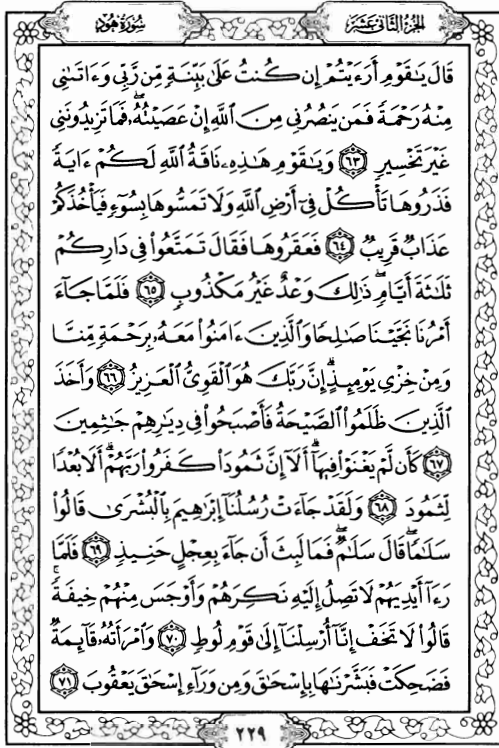 الجزء الثاني عشر
سورة هود
قَالَ يَٰقَوْمِ أَرَءَيْتُمْ إِن كُنتُ عَلَىٰ بَيِّنَةٍ مِّن رَّبِّي وَءَاتَىٰنِي
مِنْهُ رَحْمَةً فَمَن يَنصُرُنِي مِنَ ٱللَّهِ إِنْ عَصَيْتُهُۥۖ فَمَا تَزِيدُونَنِي
غَيْرَ تَخْسِيرٍ ٦٣ وَيَٰقَوْمِ هَٰذِهِۦ نَاقَةُ ٱللَّهِ لَكُمْ ءَايَةً
فَذَرُوهَا تَأْكُلْ فِيٓ أَرْضِ ٱللَّهِ وَلَا تَمَسُّوهَا بِسُوٓءٍ فَيَأْخُذَكُمْ
عَذَابٌ قَرِيبٌ ٦٤ فَعَقَرُوهَا فَقَالَ تَمَتَّعُوا۟ فِي دَارِكُمْ
ثَلَٰثَةَ أَيَّامٍۖ ذَٰلِكَ وَعْدٌ غَيْرُ مَكْذُوبٍ ٦٥ فَلَمَّا جَآءَ
أَمْرُنَا نَجَّيْنَا صَٰلِحًا وَٱلَّذِينَ ءَامَنُوا۟ مَعَهُۥ بِرَحْمَةٍ مِّنَّا
وَمِنْ خِزْيِ يَوْمِئِذٍۗ إِنَّ رَبَّكَ هُوَ ٱلْقَوِيُّ ٱلْعَزِيزُ ٦٦ وَأَخَذَ
ٱلَّذِينَ ظَلَمُوا۟ ٱلصَّيْحَةُ فَأَصْبَحُوا۟ فِي دِيَٰرِهِمْ جَٰثِمِينَ
٦٧ كَأَن لَّمْ يَغْنَوْا۟ فِيهَآۗ أَلَآ إِنَّ ثَمُودَا۟ كَفَرُوا۟ رَبَّهُمْۗ أَلَا بُعْدًا
لِّثَمُودَ ٦٨ وَلَقَدْ جَآءَتْ رُسُلُنَآ إِبْرَٰهِيمَ بِٱلْبُشْرَىٰ قَالُوا۟
سَلَٰمًاۖ قَالَ سَلَٰمٌۖ فَمَا لَبِثَ أَن جَآءَ بِعِجْلٍ حَنِيذٍ ٦٩ فَلَمَّا
رَءَآ أَيْدِيَهُمْ لَا تَصِلُ إِلَيْهِ نَكِرَهُمْ وَأَوْجَسَ مِنْهُمْ خِيفَةًۚ
قَالُوا۟ لَا تَخَفْ إِنَّآ أُرْسِلْنَآ إِلَىٰ قَوْمِ لُوطٍ ٧٠ وَٱمْرَأَتُهُۥ قَآئِمَةٌ
فَضَحِكَتْ فَبَشَّرْنَٰهَا بِإِسْحَٰقَ وَمِن وَرَآءِ إِسْحَٰقَ يَعْقُوبَ ٧١
٢٢٩